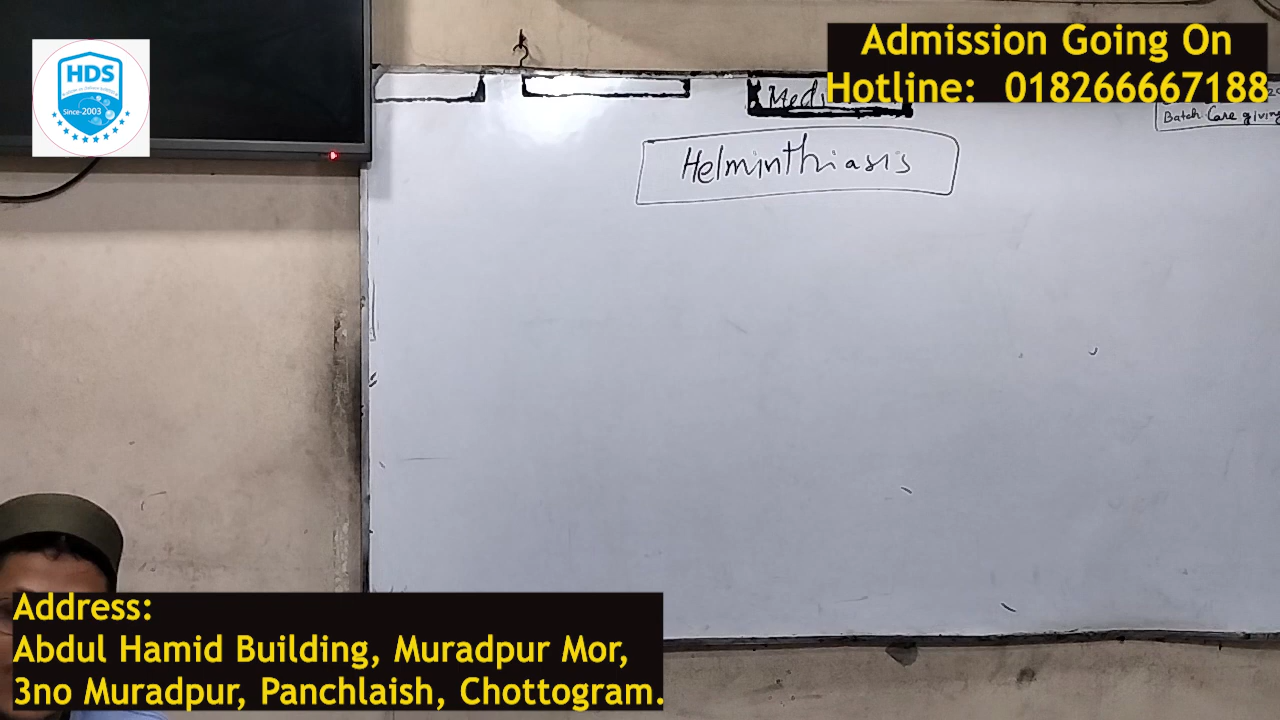 HDS
Since-2003
Admission Going On
Hotline: 018266667188
Medi
Batch Care giving
Helminthiasis
Address:
Abdul Hamid Building, Muradpur Mor,
3no Muradpur, Panchlaish, Chottogram.